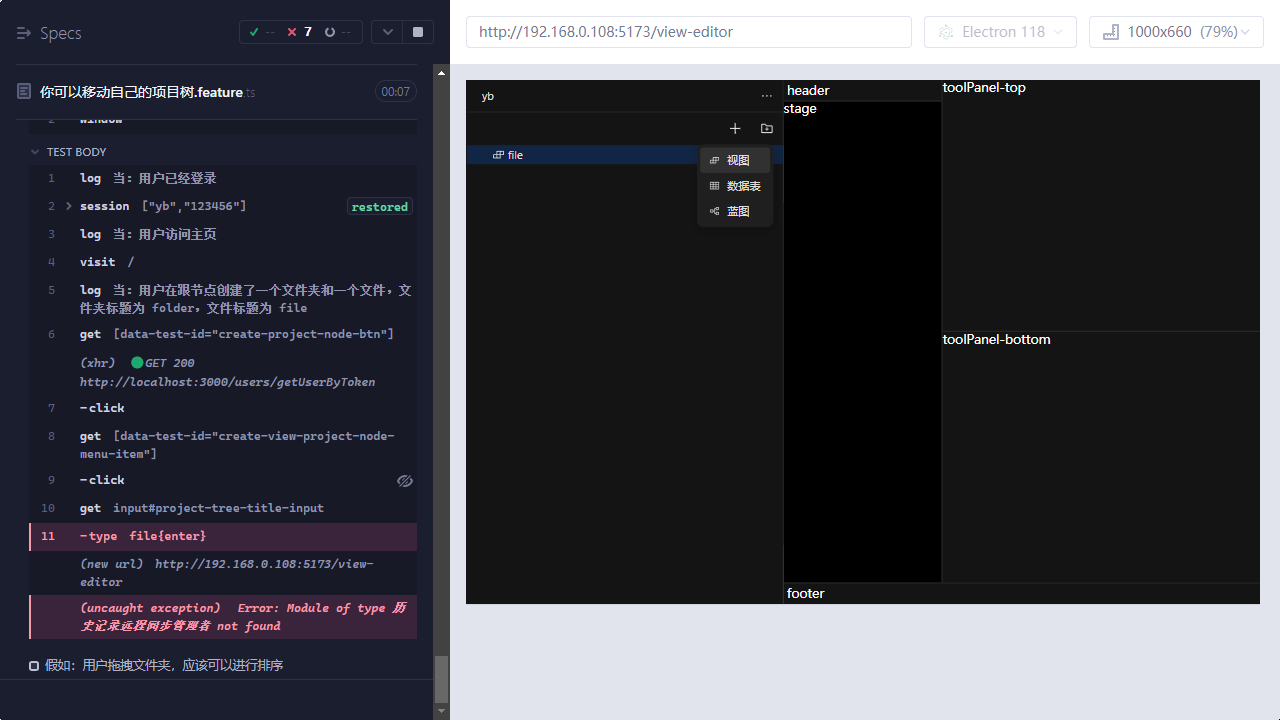 Specs
-- 7 --
http://192.168.0.108:5173/view-editor
Electron 118
1000x660 (79%)
你可以移动自己的项目树.feature.ts
00:07
2 window
TEST BODY
1 log 当: 用户已经登录
2 session ["yb","123456"] restored
3 log 当: 用户访问主页
4 visit /
5 log 当: 用户在跟节点创建了一个文件夹和一个文件, 文
件夹标题为 folder, 文件标题为 file
6 get [data-test-id="create-project-node-btn"]
(xhr) GET 200
http://localhost:3000/users/getUserByToken
7 -click
8 get [data-test-id="create-view-project-node-
menu-item"]
9 -click
10 get input#project-tree-title-input
11 -type file{enter}
(new url) http://192.168.0.108:5173/view-
editor
(uncaught exception) Error: Module of type 历
史记录远程同步管理者 not found
假如: 用户拖拽文件夹, 应该可以进行排序
yb
file
视图
数据表
蓝图
header
stage
toolPanel-top
toolPanel-bottom
footer